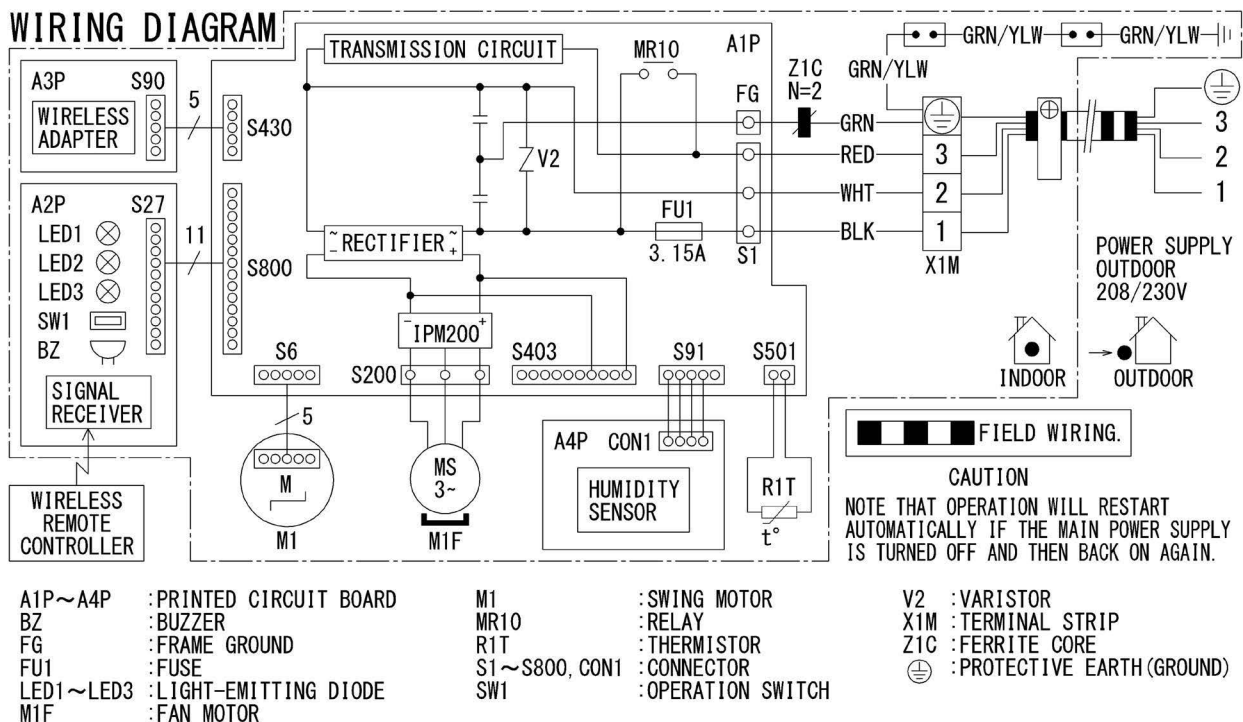 WIRING DIAGRAM
TRANSMISSION CIRCUIT
MR10
A1P
GRN/YLW
GRN/YLW
GRN/YLW
Z1C
N=2
FG
GRN
RED
WHT
BLK
3
2
1
X1M
3
2
1
A3P
S90
WIRELESS
ADAPTER
5
S430
A2P
S27
LED1
LED2
LED3
SW1
BZ
11
S800
SIGNAL
RECEIVER
WIRELESS
REMOTE
CONTROLLER
V2
~
-
RECTIFIER
~
+
FU1
3.15A
S1
-
IPM200
+
S6
S200
S403
S91
S501
5
M
M1
MS
3~
M1F
A4P
CON1
HUMIDITY
SENSOR
R1T
t°
POWER SUPPLY
OUTDOOR
208/230V
INDOOR
OUTDOOR
FIELD WIRING.
CAUTION
NOTE THAT OPERATION WILL RESTART
AUTOMATICALLY IF THE MAIN POWER SUPPLY
IS TURNED OFF AND THEN BACK ON AGAIN.
A1P~A4P :PRINTED CIRCUIT BOARD
BZ :BUZZER
FG :FRAME GROUND
FU1 :FUSE
LED1~LED3 :LIGHT-EMITTING DIODE
M1F :FAN MOTOR
M1 :SWING MOTOR
MR10 :RELAY
R1T :THERMISTOR
S1~S800,CON1 :CONNECTOR
SW1 :OPERATION SWITCH
V2 :VARISTOR
X1M :TERMINAL STRIP
Z1C :FERRITE CORE
:PROTECTIVE EARTH(GROUND)